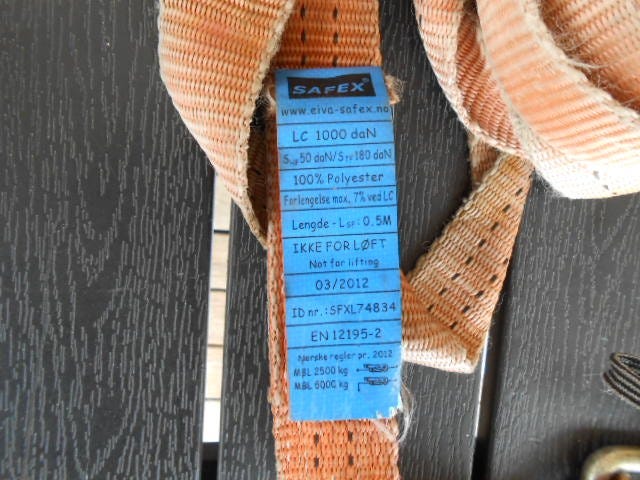 SAFEX
www.eiva-safex.no
LC 1000 daN
SHF 50 daN/STF 180 daN
100% Polyester
Forlengelse max. 7% ved LC
Lengde - LSF: 0.5M
IKKE FOR LØFT
Not for lifting
03/2012
ID nr.: SFXL74834
EN 12195-2
Norske regler pr. 2012
MBL 2500 kg
MBL 6000 kg